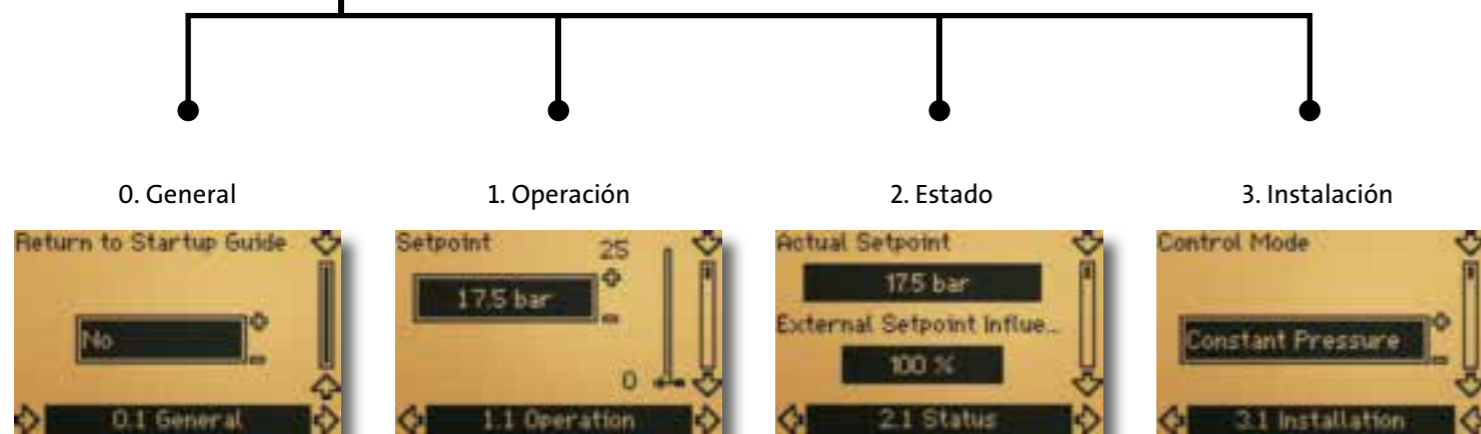 0. General
Return to Startup Guide
No
0.1 General
1. Operación
Setpoint
25
17.5 bar
0
1.1 Operation
2. Estado
Actual Setpoint
17.5 bar
External Setpoint Influe...
100 %
2.1 Status
3. Instalación
Control Mode
Constant Pressure
3.1 Installation